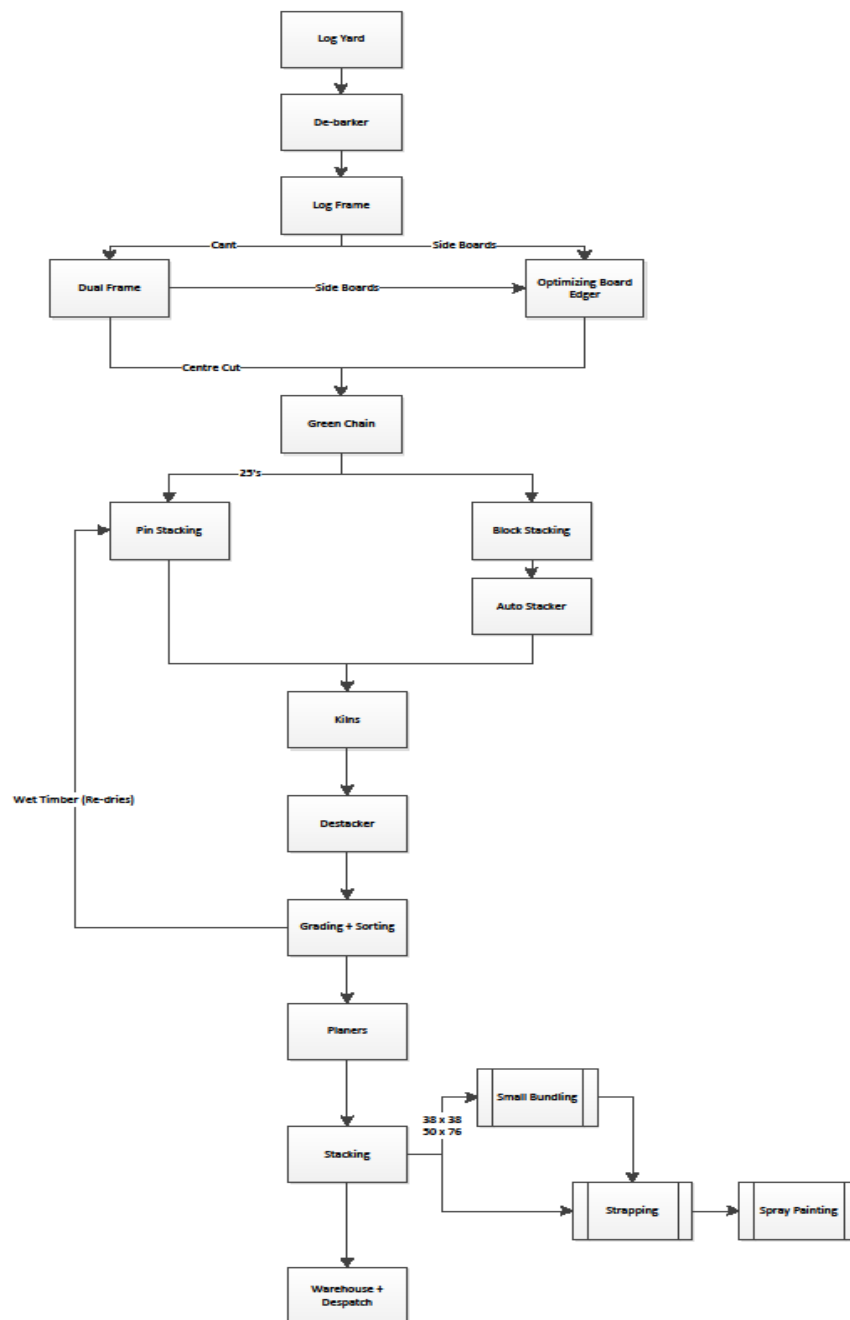 Log Yard
De-barker
Log Frame
Cant
Side Boards
Dual Frame
Side Boards
Optimizing Board
Edger
Centre Cut
Green Chain
25's
Pin Stacking
Block Stacking
Auto Stacker
Kilns
Wet Timber (Re-dries)
Destacker
Grading + Sorting
Planers
Small Bundling
38 x 38
50 x 76
Stacking
Strapping
Spray Painting
Warehouse +
Despatch